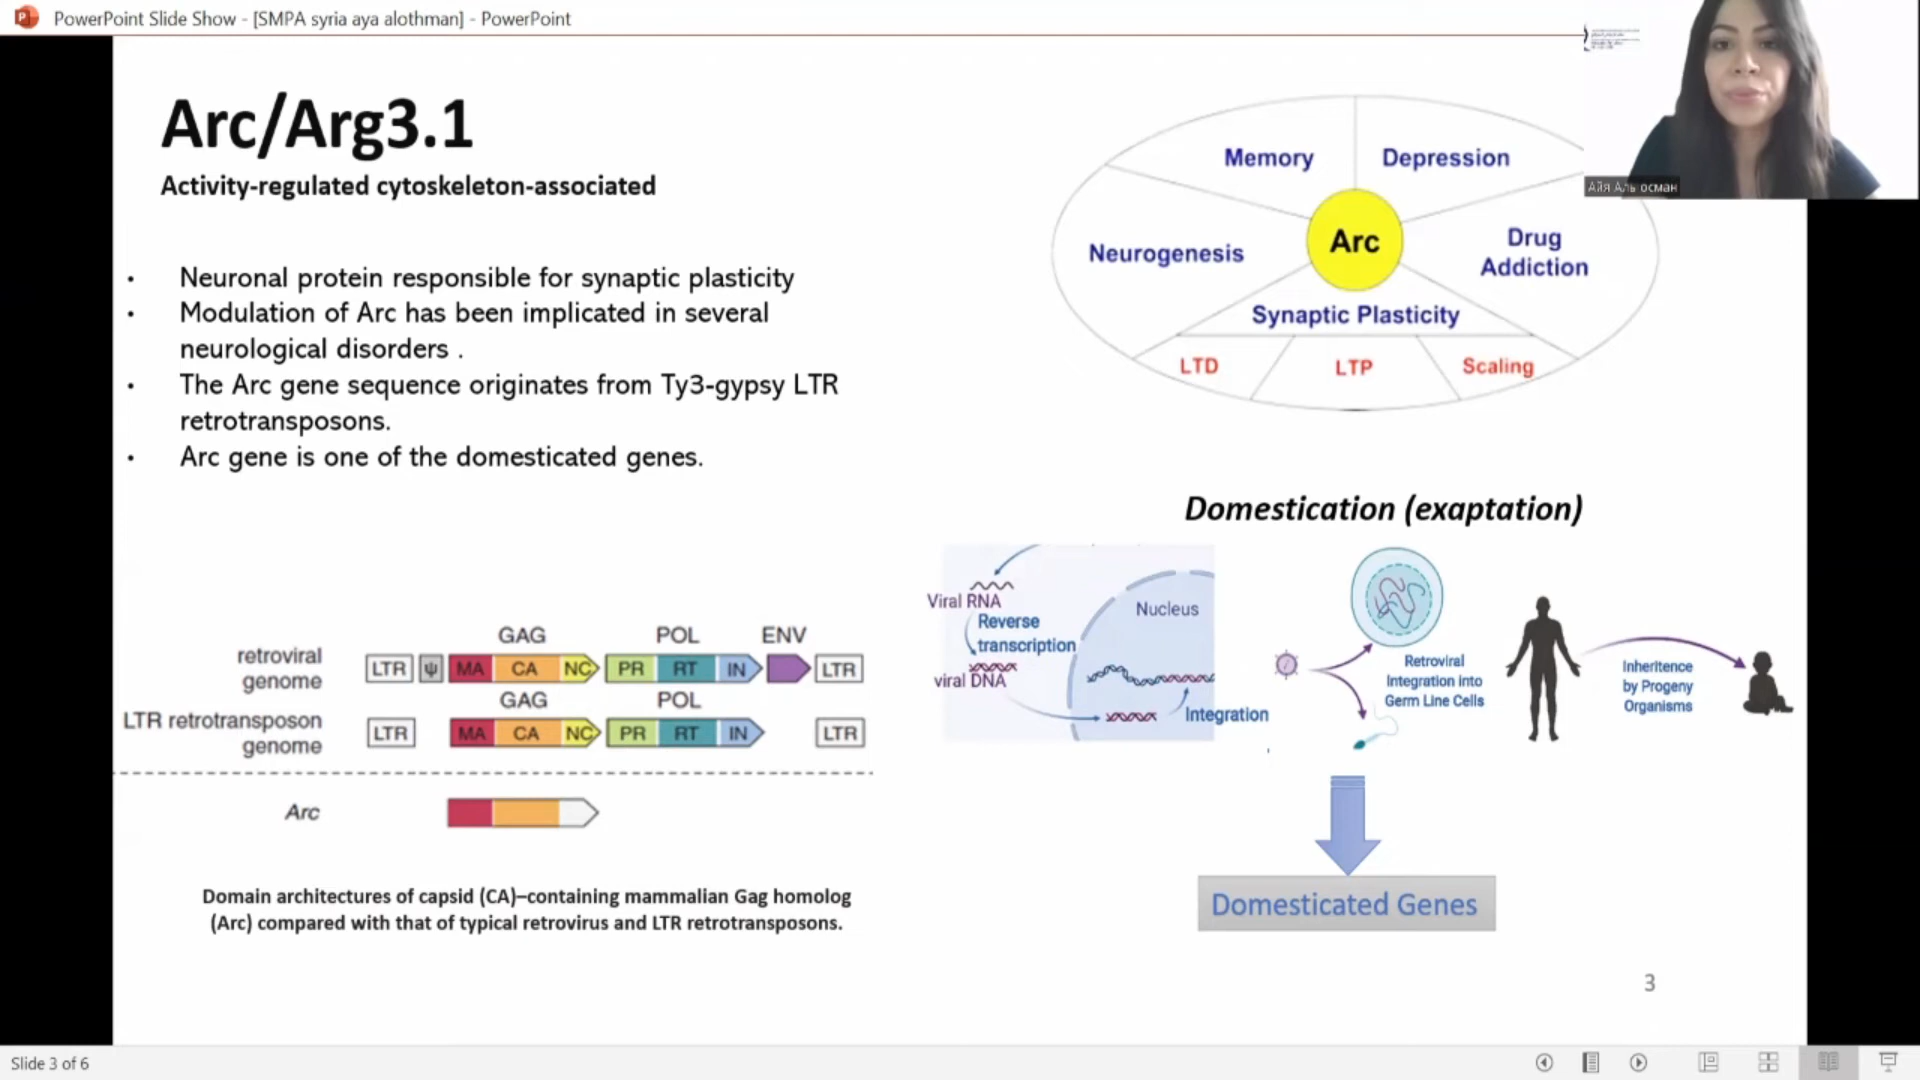 PowerPoint Slide Show - [SMPA syria aya alothman] - PowerPoint
Arc/Arg3.1
Activity-regulated cytoskeleton-associated
• Neuronal protein responsible for synaptic plasticity
• Modulation of Arc has been implicated in several
neurological disorders .
• The Arc gene sequence originates from Ty3-gypsy LTR
retrotransposons.
• Arc gene is one of the domesticated genes.
Memory
Depression
Neurogenesis
Arc
Drug
Addiction
Synaptic Plasticity
LTD
LTP
Scaling
Айя Аль осман
Domestication (exaptation)
Viral RNA
Reverse
transcription
viral DNA
Nucleus
Integration
Retroviral
Integration into
Germ Line Cells
Inheritence
by Progeny
Organisms
Domesticated Genes
GAG POL ENV
retroviral
genome
LTR ψ MA CA NC PR RT IN LTR
GAG POL
LTR retrotransposon
genome
LTR MA CA NC PR RT IN LTR
Arc
Domain architectures of capsid (CA)–containing mammalian Gag homolog
(Arc) compared with that of typical retrovirus and LTR retrotransposons.
3
Slide 3 of 6